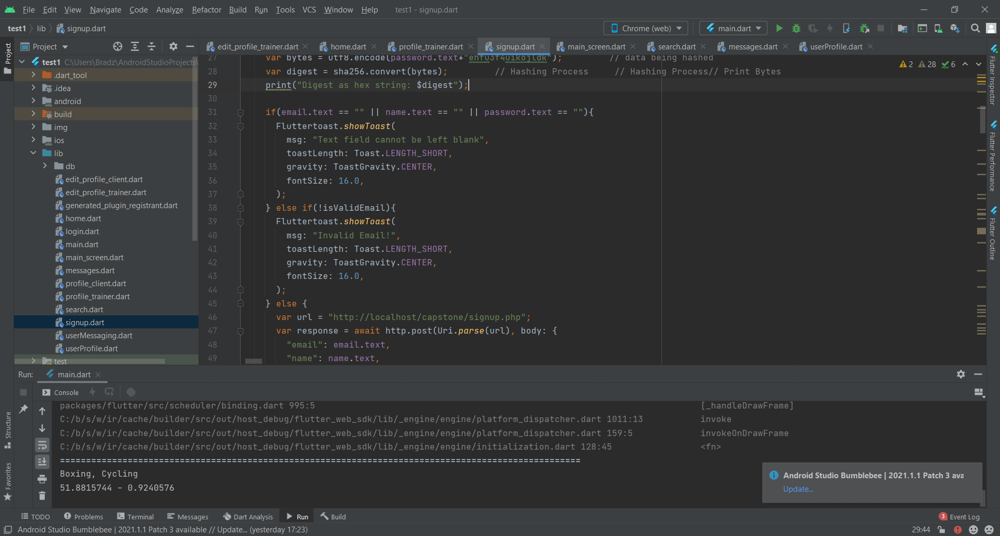 File Edit View Navigate Code Analyze Refactor Build Run Tools VCS Window Help test1 - signup.dart
test1 lib signup.dart Chrome (web) main.dart
Project edit_profile_trainer.dart home.dart profile_trainer.dart signup.dart main_screen.dart search.dart messages.dart userProfile.dart
Project
test1 C:\Users\Bradz\AndroidStudioProjects\
.dart_tool
.idea
android
build
img
ios
lib
db
edit_profile_client.dart
edit_profile_trainer.dart
generated_plugin_registrant.dart
home.dart
login.dart
main.dart
main_screen.dart
messages.dart
profile_client.dart
profile_trainer.dart
search.dart
signup.dart
userMessaging.dart
userProfile.dart
test
2 28 6
27 var bytes = utf8.encode(password.text+"); // data being hashed
28 var digest = sha256.convert(bytes); // Hashing Process // Hashing Process// Print Bytes
29 print("Digest as hex string: $digest");
30
31 if(email.text == "" || name.text == "" || password.text == ""){
32 Fluttertoast.showToast(
33 msg: "Text field cannot be left blank",
34 toastLength: Toast.LENGTH_SHORT,
35 gravity: ToastGravity.CENTER,
36 fontSize: 16.0,
37 );
38 } else if(!isValidEmail){
39 Fluttertoast.showToast(
40 msg: "Invalid Email!",
41 toastLength: Toast.LENGTH_SHORT,
42 gravity: ToastGravity.CENTER,
43 fontSize: 16.0,
44 );
45 } else {
46 var url = "http://localhost/capstone/signup.php";
47 var response = await http.post(Uri.parse(url), body: {
48 "email": email.text,
49 "name": name.text,
Flutter Inspector
Flutter Performance
Flutter Outline
Run: main.dart
Console
packages/flutter/src/scheduler/binding.dart 995:5 [_handleDrawFrame]
C:/b/s/w/ir/cache/builder/src/out/host_debug/flutter_web_sdk/lib/_engine/engine/platform_dispatcher.dart 1011:13 invoke
C:/b/s/w/ir/cache/builder/src/out/host_debug/flutter_web_sdk/lib/_engine/engine/platform_dispatcher.dart 159:5 invokeOnDrawFrame
C:/b/s/w/ir/cache/builder/src/out/host_debug/flutter_web_sdk/lib/_engine/engine/initialization.dart 128:45 <fn>
====================================================================================================
Boxing, Cycling
51.8815744 - 0.9240576
Structure
Favorites
Android Studio Bumblebee | 2021.1.1 Patch 3 ava
Update...
TODO Problems Terminal Messages Dart Analysis Run Build 3 Event Log
Android Studio Bumblebee | 2021.1.1 Patch 3 available // Update... (yesterday 17:23) 29:44